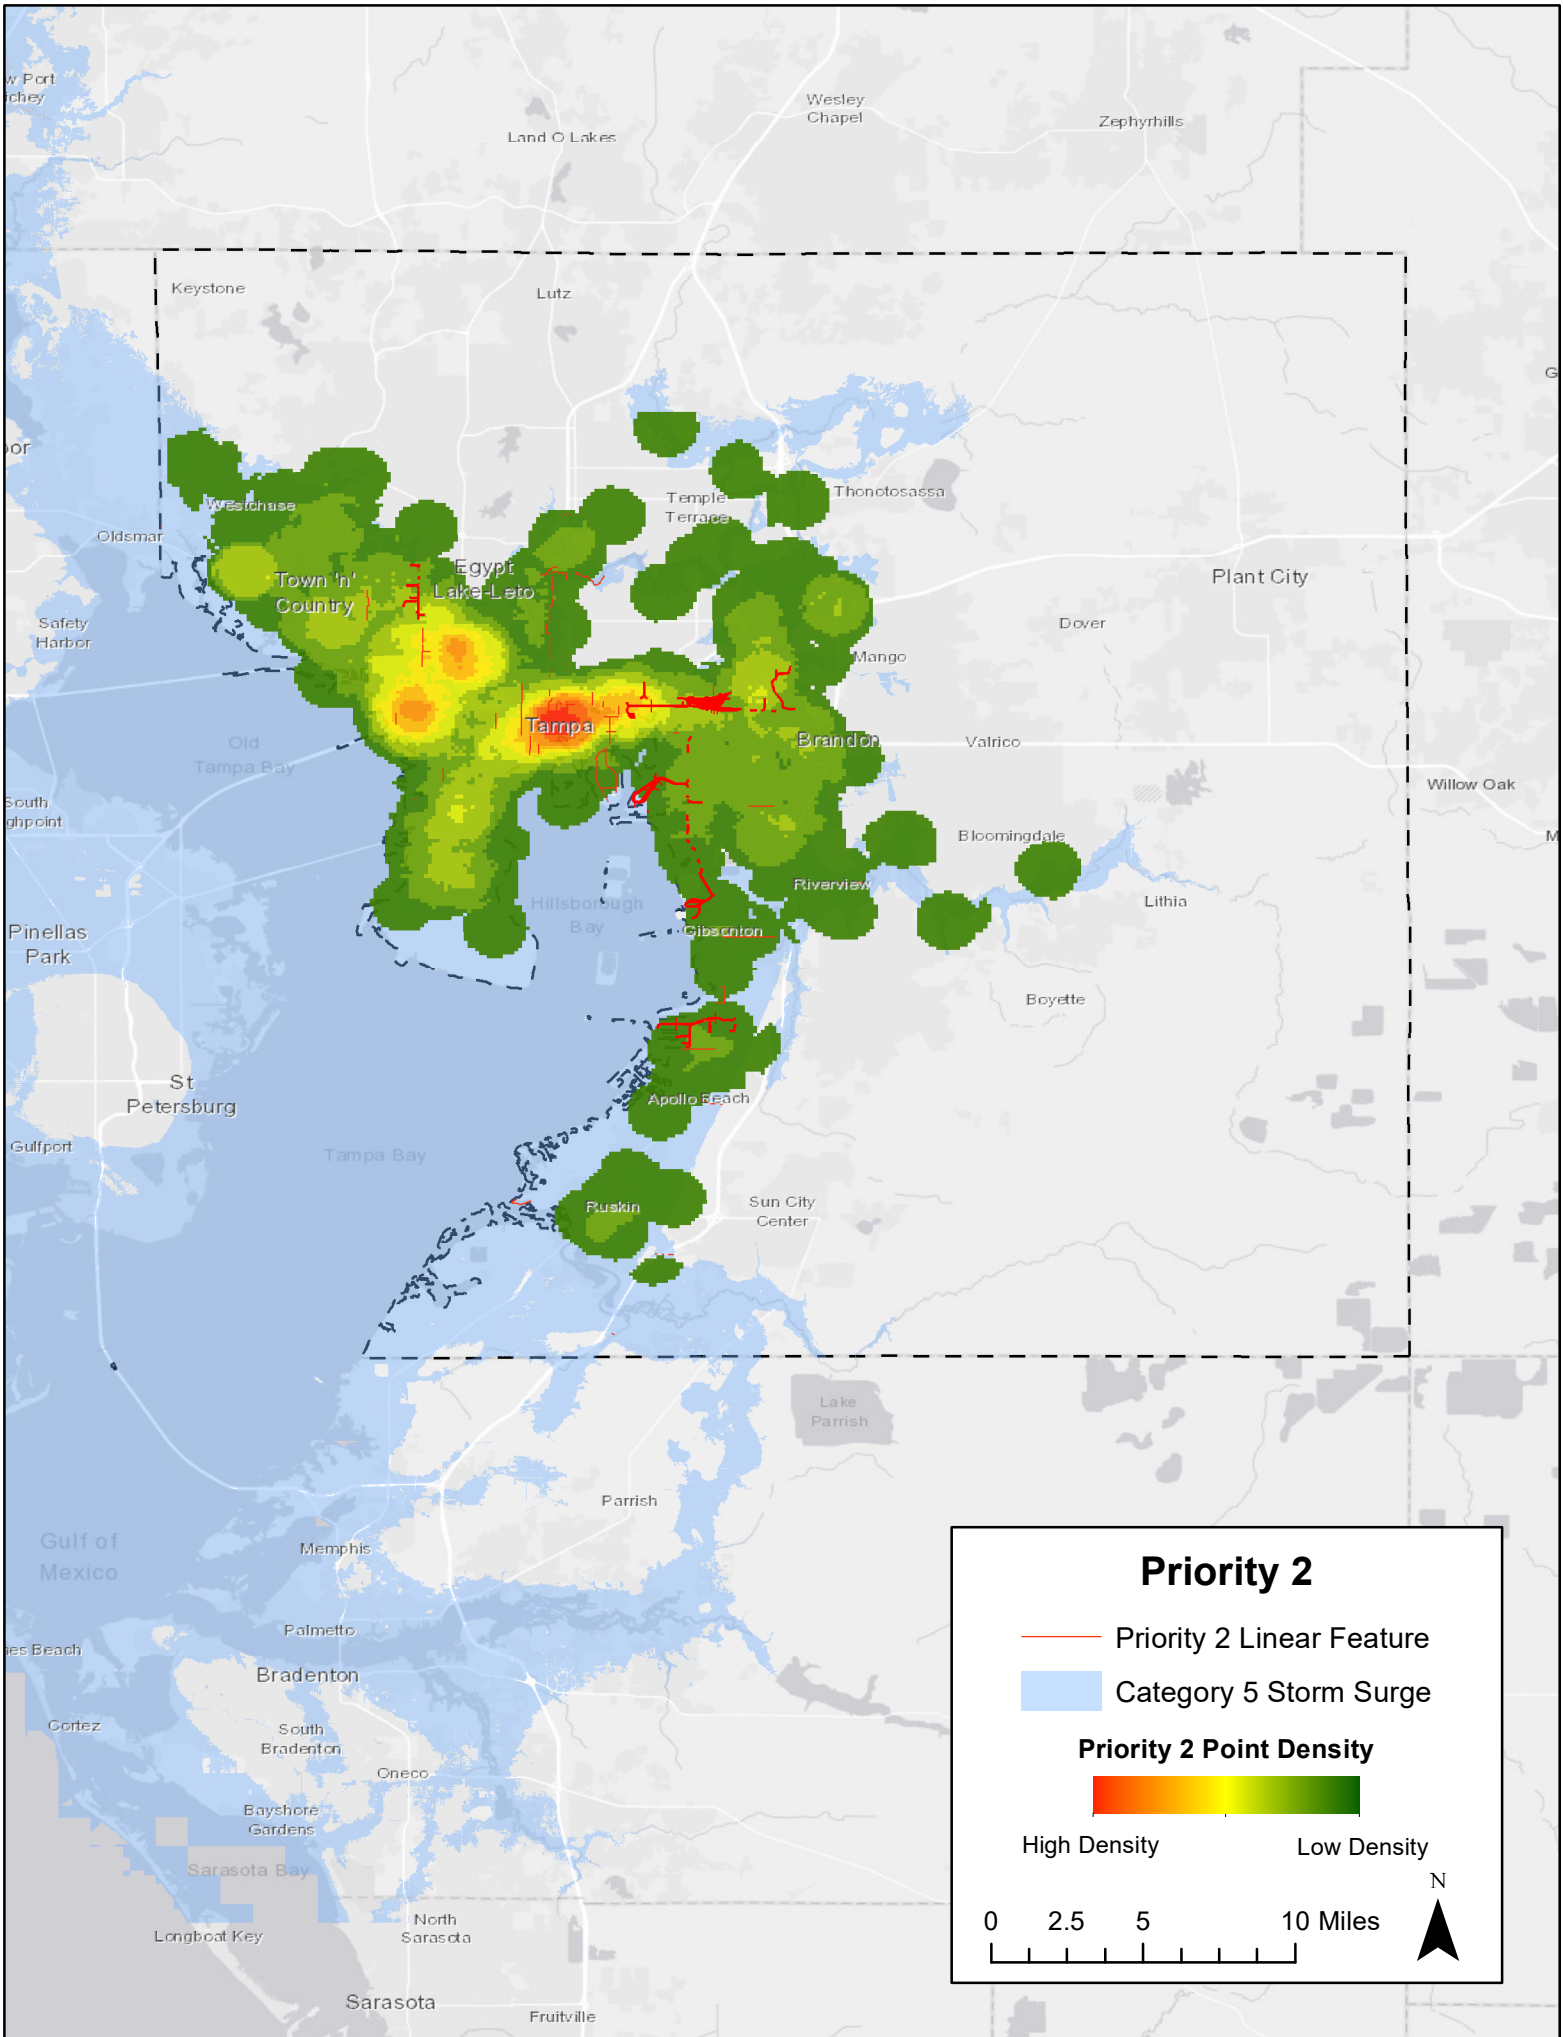 w Port
ichey
Land O Lakes
Wesley
Chapel
Zephyrhills
Keystone
Lutz
G
oor
Westchase
Oldsmar
Temple
Terrace
Thonotosassa
Egypt
Lake-Leto
Town 'n'
Country
Plant City
Safety
Harbor
Dover
Mango
Tampa
Brandon
Valrico
Old
Tampa Bay
Willow Oak
South
ghpoint
Bloomingdale
M
Riverview
Lithia
Hillsborough
Bay
Gibsonton
Pinellas
Park
Boyette
St
Petersburg
Apollo Beach
Gulfport
Tampa Bay
Ruskin
Sun City
Center
Lake
Parrish
Parrish
Gulf of
Mexico
Memphis
Palmetto
nes Beach
Bradenton
Cortez
South
Bradenton
Oneco
Bayshore
Gardens
Sarasota Bay
North
Sarasota
Longboat Key
Sarasota
Fruitville
Priority 2
Priority 2 Linear Feature
Category 5 Storm Surge
Priority 2 Point Density
High Density Low Density
N
0 2.5 5 10 Miles